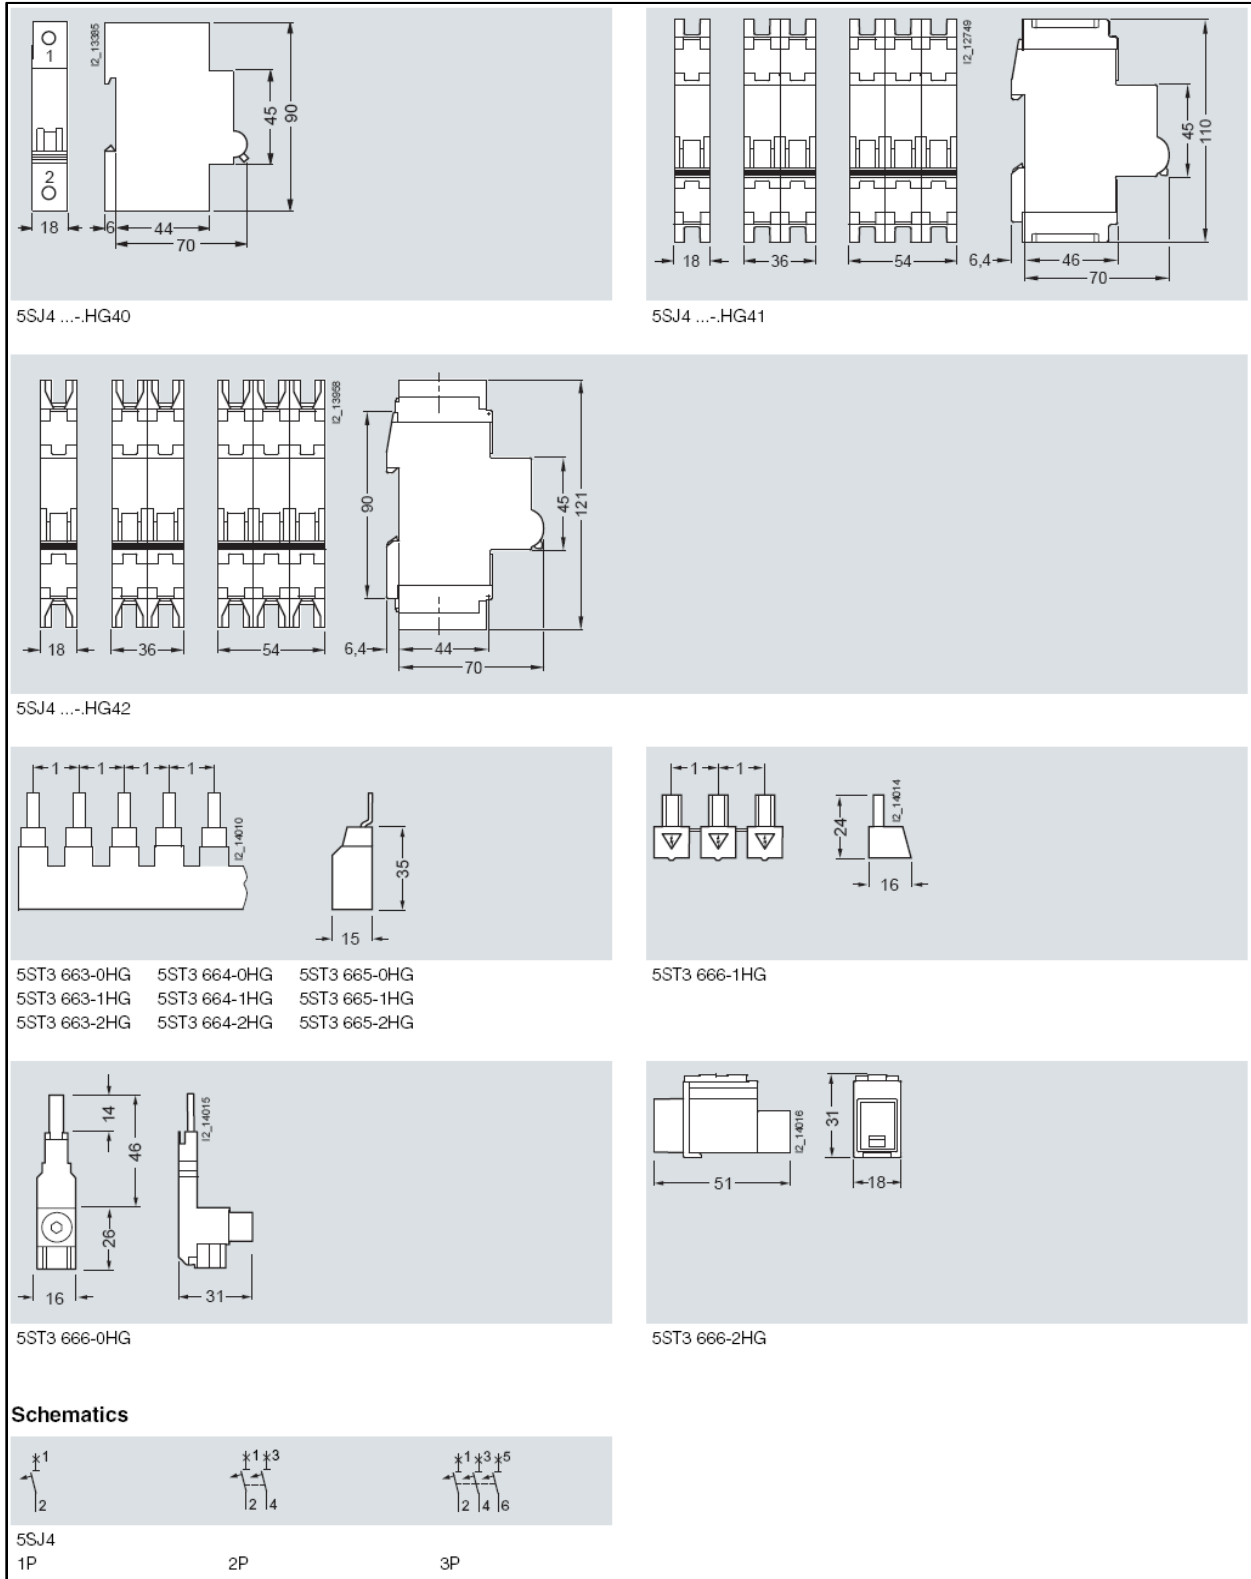 1
2
I2_13385
45
90
18
6
44
70
5SJ4 ...-.HG40
I2_12749
45
110
18
36
54
6,4
46
70
5SJ4 ...-.HG41
I2_13958
90
45
121
18
36
54
6,4
44
70
5SJ4 ...-.HG42
1 1 1 1
I2_14010
35
15
5ST3 663-0HG 5ST3 664-0HG 5ST3 665-0HG
5ST3 663-1HG 5ST3 664-1HG 5ST3 665-1HG
5ST3 663-2HG 5ST3 664-2HG 5ST3 665-2HG
1 1
I2_14014
24
16
5ST3 666-1HG
14
46
26
I2_14015
16
31
5ST3 666-0HG
I2_14016
31
51
18
5ST3 666-2HG
Schematics
1
2
1 3
2 4
1 3 5
2 4 6
5SJ4
1P 2P 3P